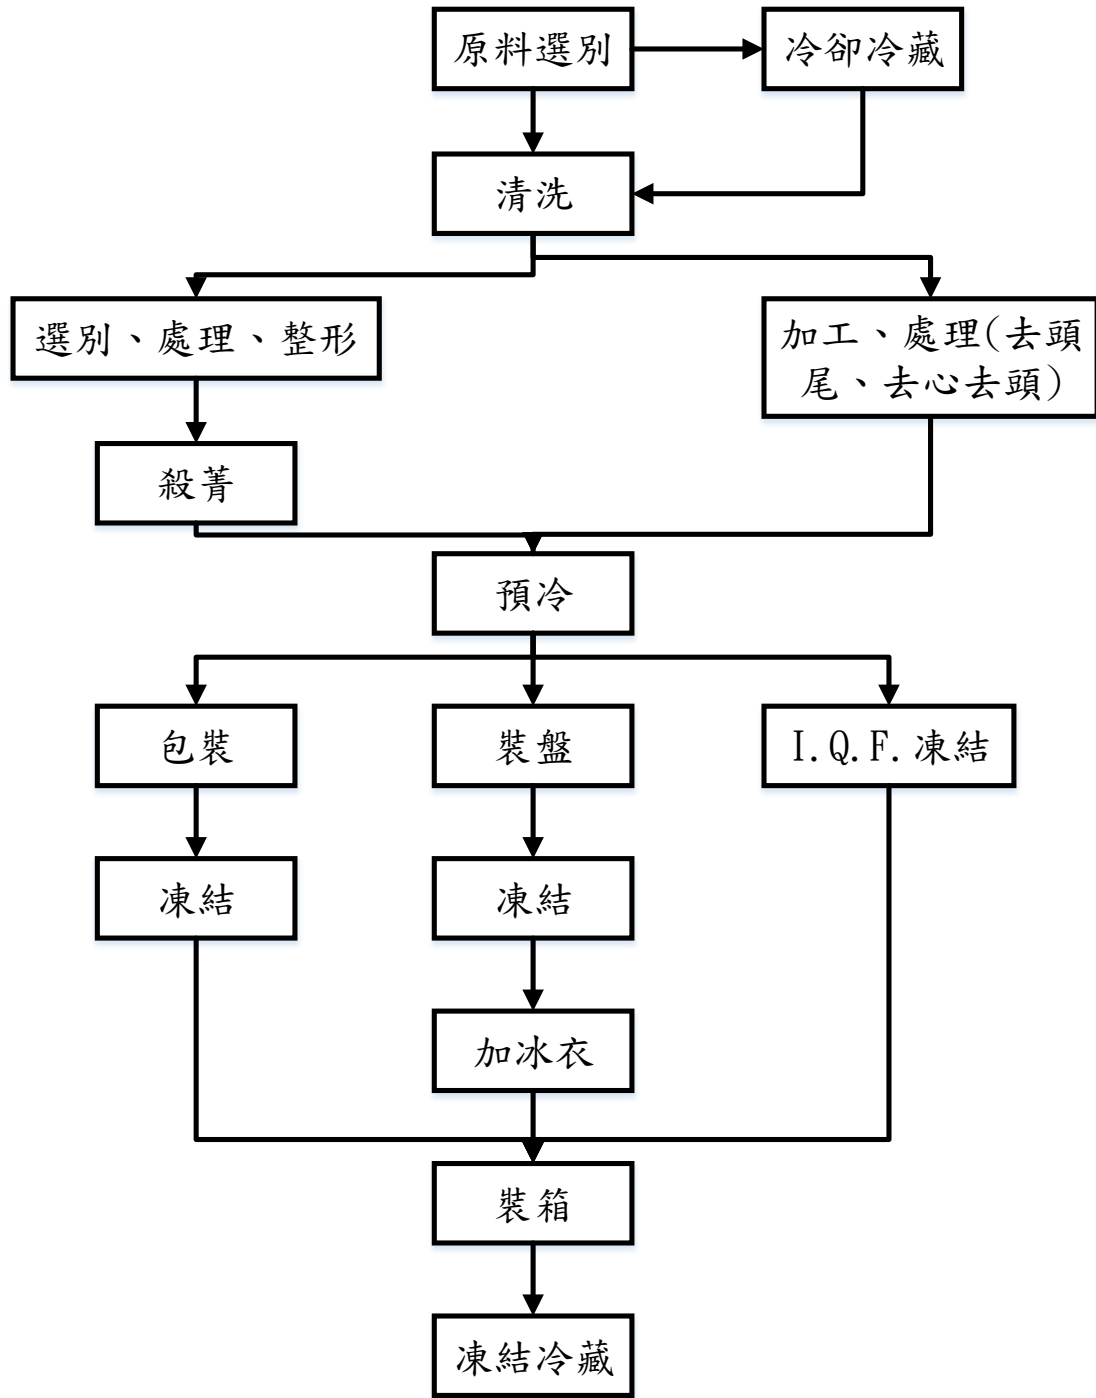 原料選別
冷卻冷藏
清洗
選別、處理、整形
加工、處理(去頭
尾、去心去頭)
殺菁
預冷
包裝
裝盤
I.Q.F.凍結
凍結
凍結
加冰衣
裝箱
凍結冷藏